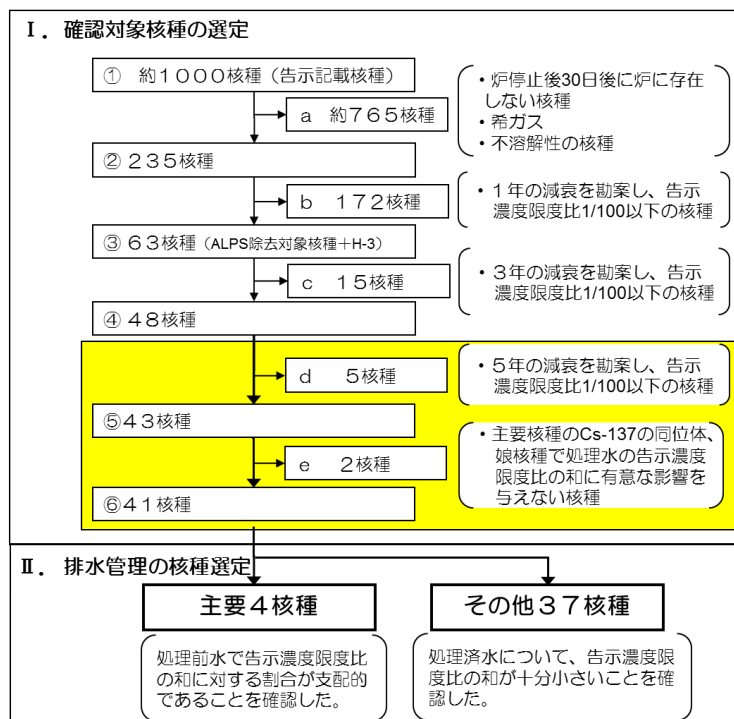 Ⅰ．確認対象核種の選定
① 約１０００核種（告示記載核種）
a 約７６５核種
・炉停止後30日後に炉に存在
しない核種
・希ガス
・不溶解性の核種
② ２３５核種
b １７２核種
・１年の減衰を勘案し、告示
濃度限度比1/100以下の核種
③ ６３核種（ALPS除去対象核種＋H-3）
c １５核種
・３年の減衰を勘案し、告示
濃度限度比1/100以下の核種
④ ４８核種
d ５核種
・５年の減衰を勘案し、告示
濃度限度比1/100以下の核種
⑤４３核種
e ２核種
・主要核種のCs-137の同位体、
娘核種で処理水の告示濃度
限度比の和に有意な影響を
与えない核種
⑥４１核種
Ⅱ．排水管理の核種選定
主要４核種
その他３７核種
処理前水で告示濃度限度比
の和に対する割合が支配的
であることを確認した。
処理済水について、告示濃度限
度比の和が十分小さいことを確
認した。